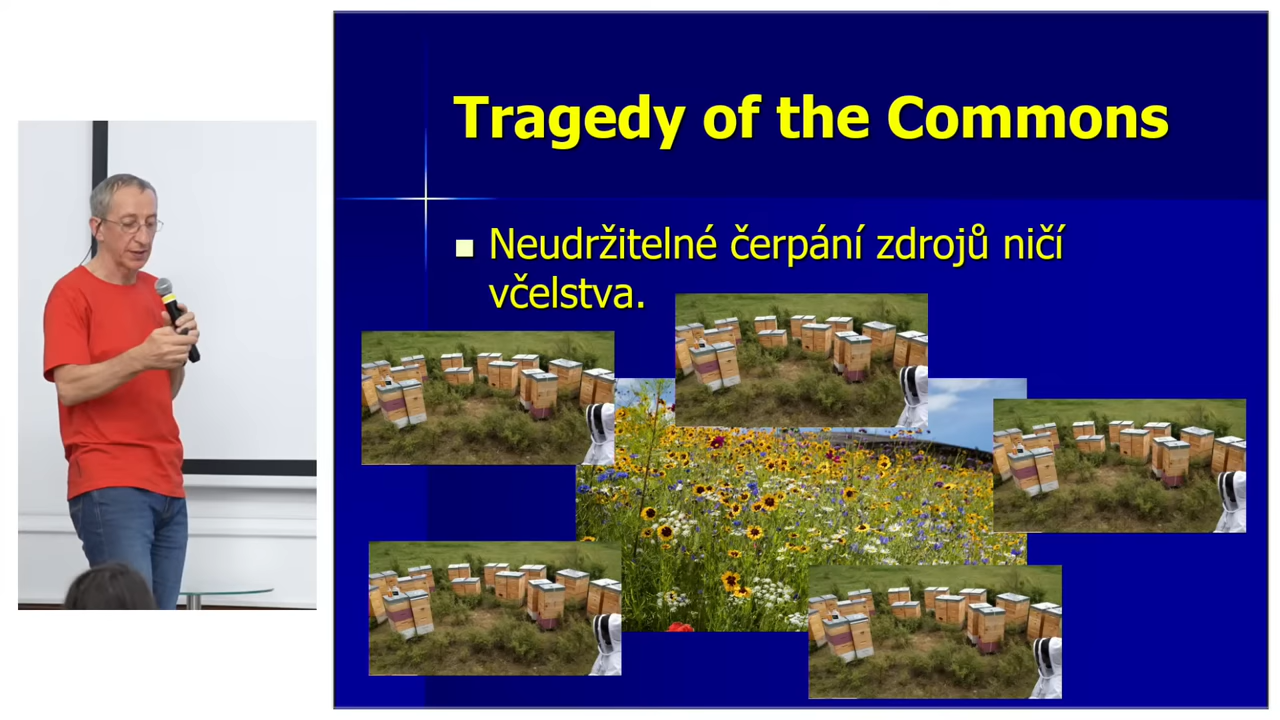 Tragedy of the Commons
Neudržitelné čerpání zdrojů ničí
včelstva.